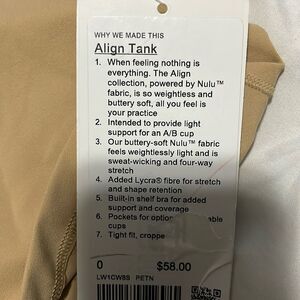 WHY WE MADE THIS
Align Tank
1. When feeling nothing is
everything. The Align
collection, powered by Nulu™
fabric, is so weightless and
buttery soft, all you feel is
your practice
2. Intended to provide light
support for an A/B cup
3. Our buttery-soft Nulu™ fabric
feels weightlessly light and is
sweat-wicking and four-way
stretch
4. Added Lycra® fibre for stretch
and shape retention
5. Built-in shelf bra for added
support and coverage
6. Pockets for
cups
7. Tight fit,
0 $58.00
LW1CW8S PETN